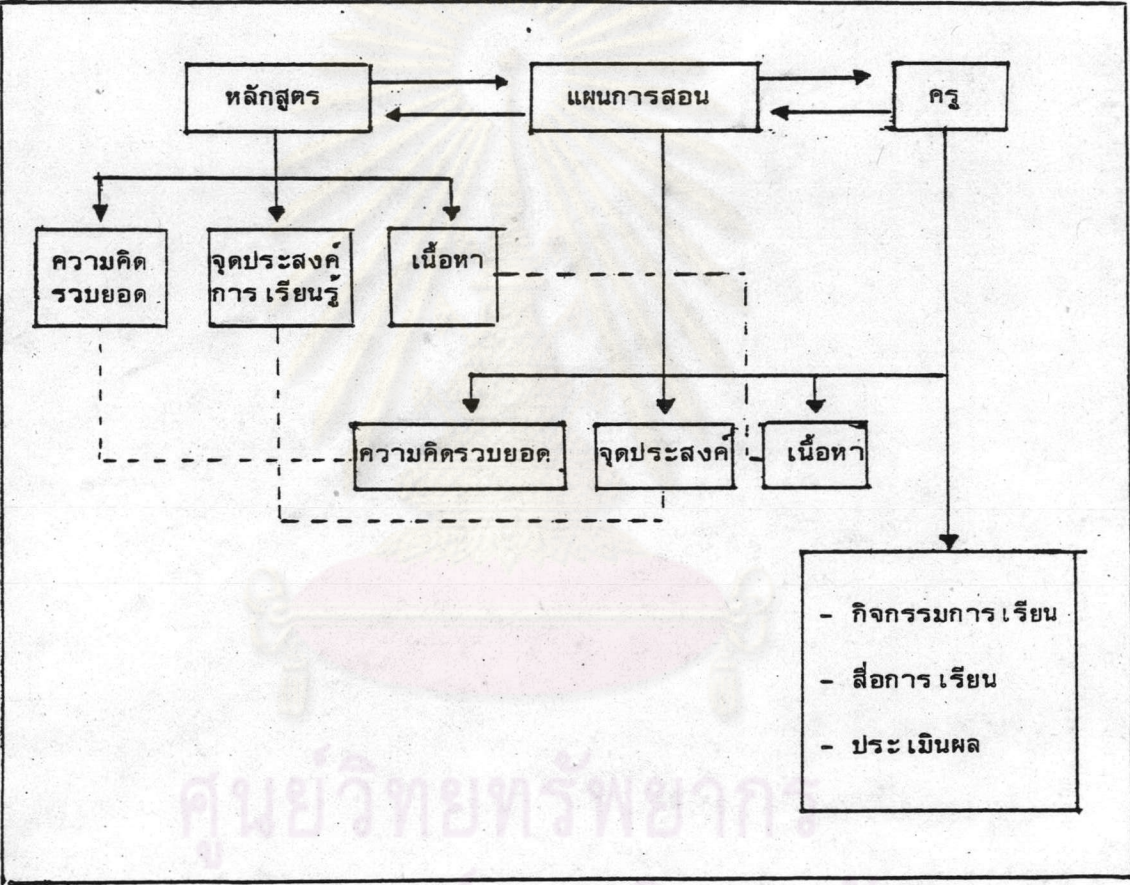 หลักสูตร
แผนการสอน
ครู
ความคิด
รวบยอด
จุดประสงค์
การเรียนรู้
เนื้อหา
ความคิดรวบยอด
จุดประสงค์
เนื้อหา
- กิจกรรมการเรียน
- สื่อการเรียน
- ประเมินผล
ศูนย์วิทยทรัพยากร